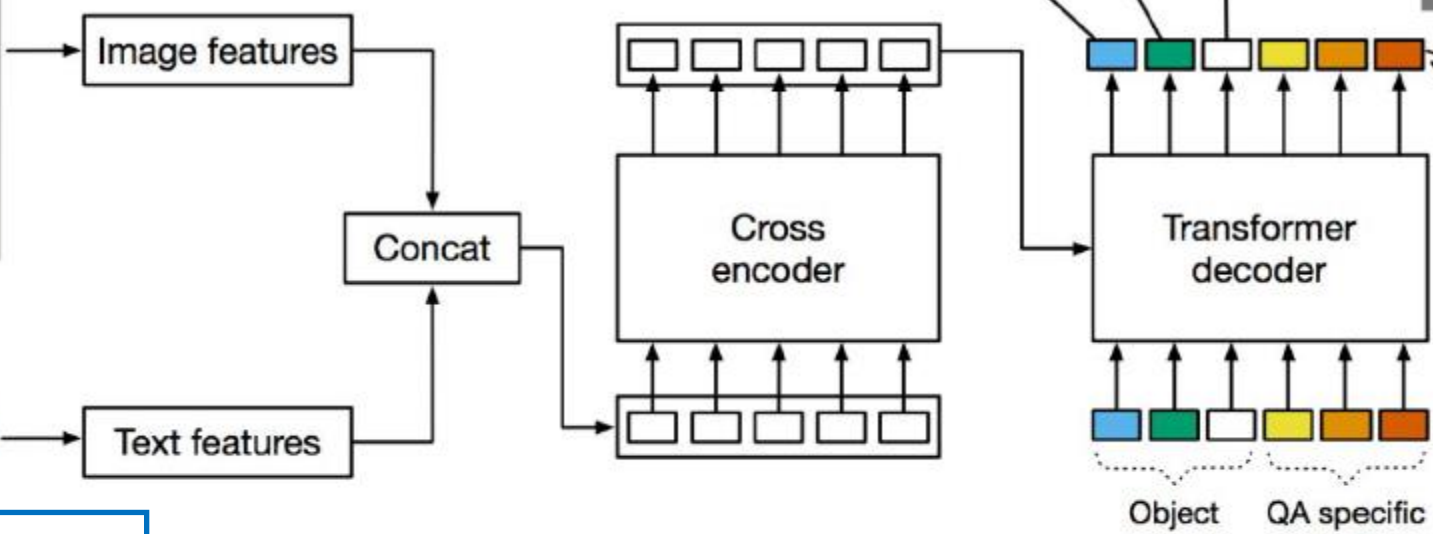 Image features
Concat
Text features
Cross
encoder
Transformer
decoder
Object
QA specific